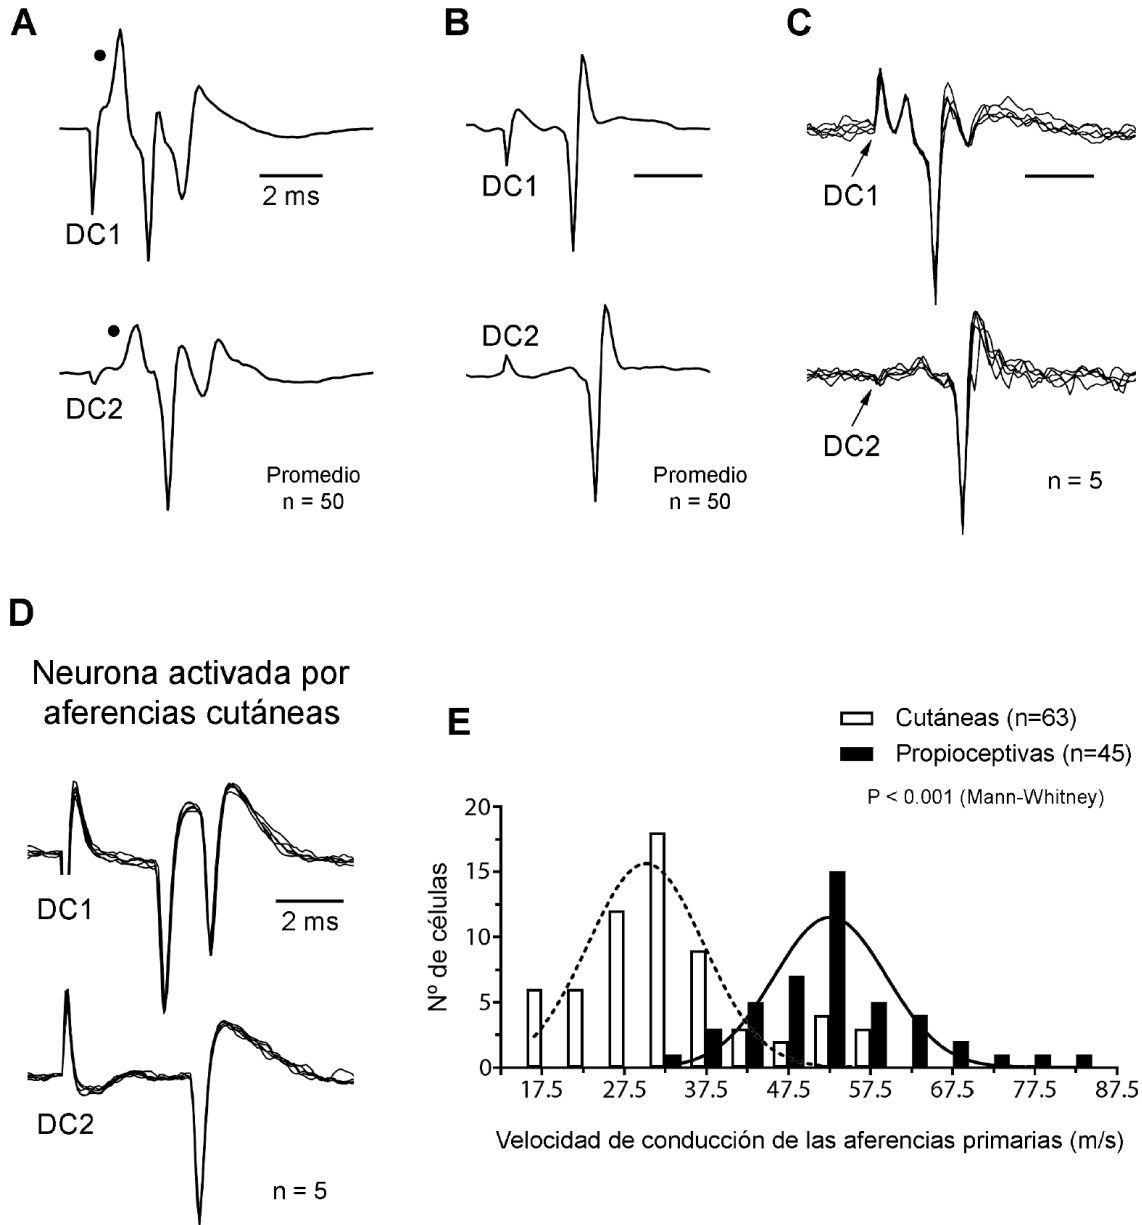 A
B
C
DC1
2 ms
DC1
DC1
DC2
Promedio
n = 50
DC2
Promedio
n = 50
DC2
n = 5
D
Neurona activada por
aferencias cutáneas
DC1
2 ms
DC2
n = 5
E
Cutáneas (n=63)
Propioceptivas (n=45)
P < 0.001 (Mann-Whitney)
Nº de células
20
15
10
5
0
17.5 27.5 37.5 47.5 57.5 67.5 77.5 87.5
Velocidad de conducción de las aferencias primarias (m/s)